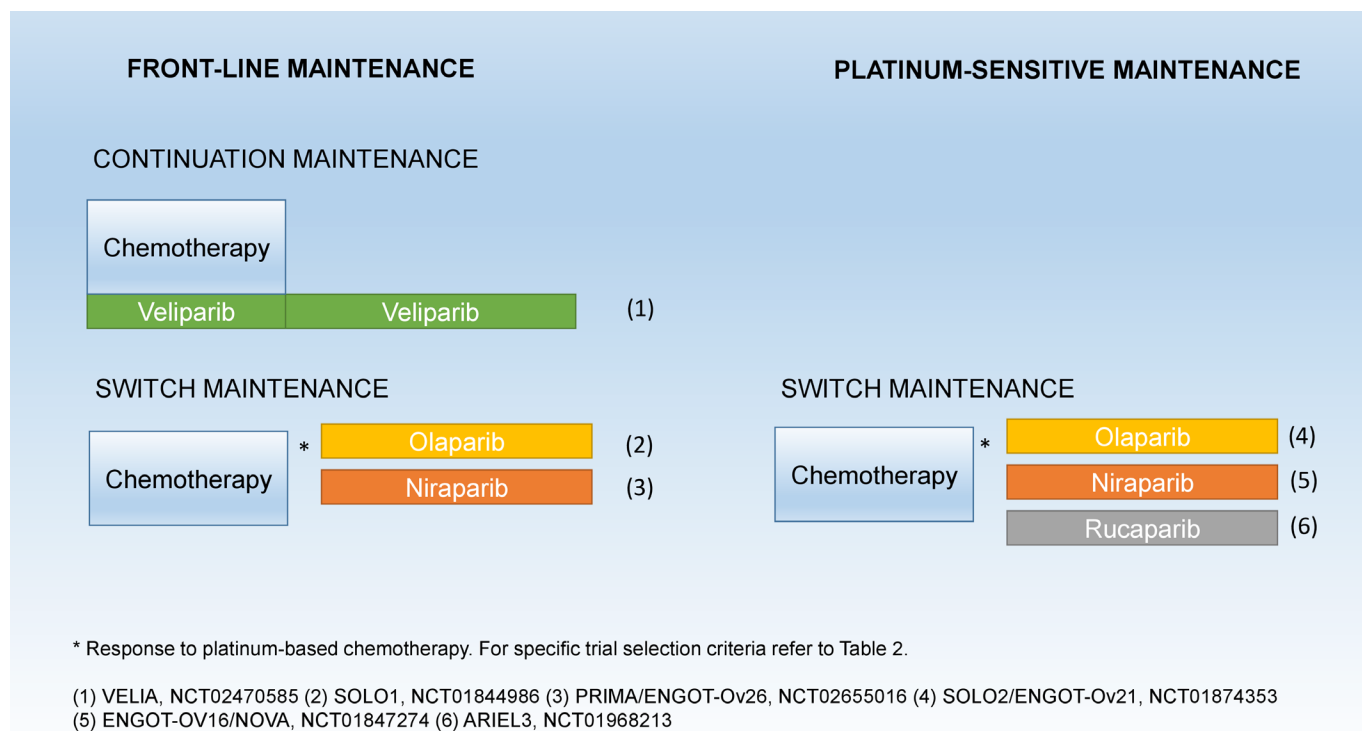 FRONT-LINE MAINTENANCE
PLATINUM-SENSITIVE MAINTENANCE
CONTINUATION MAINTENANCE
Chemotherapy
Veliparib Veliparib (1)
SWITCH MAINTENANCE
Chemotherapy
*
Olaparib (2)
Niraparib (3)
SWITCH MAINTENANCE
Chemotherapy
*
Olaparib (4)
Niraparib (5)
Rucaparib (6)
* Response to platinum-based chemotherapy. For specific trial selection criteria refer to Table 2.
(1) VELIA, NCT02470585 (2) SOLO1, NCT01844986 (3) PRIMA/ENGOT-Ov26, NCT02655016 (4) SOLO2/ENGOT-Ov21, NCT01874353
(5) ENGOT-OV16/NOVA, NCT01847274 (6) ARIEL3, NCT01968213